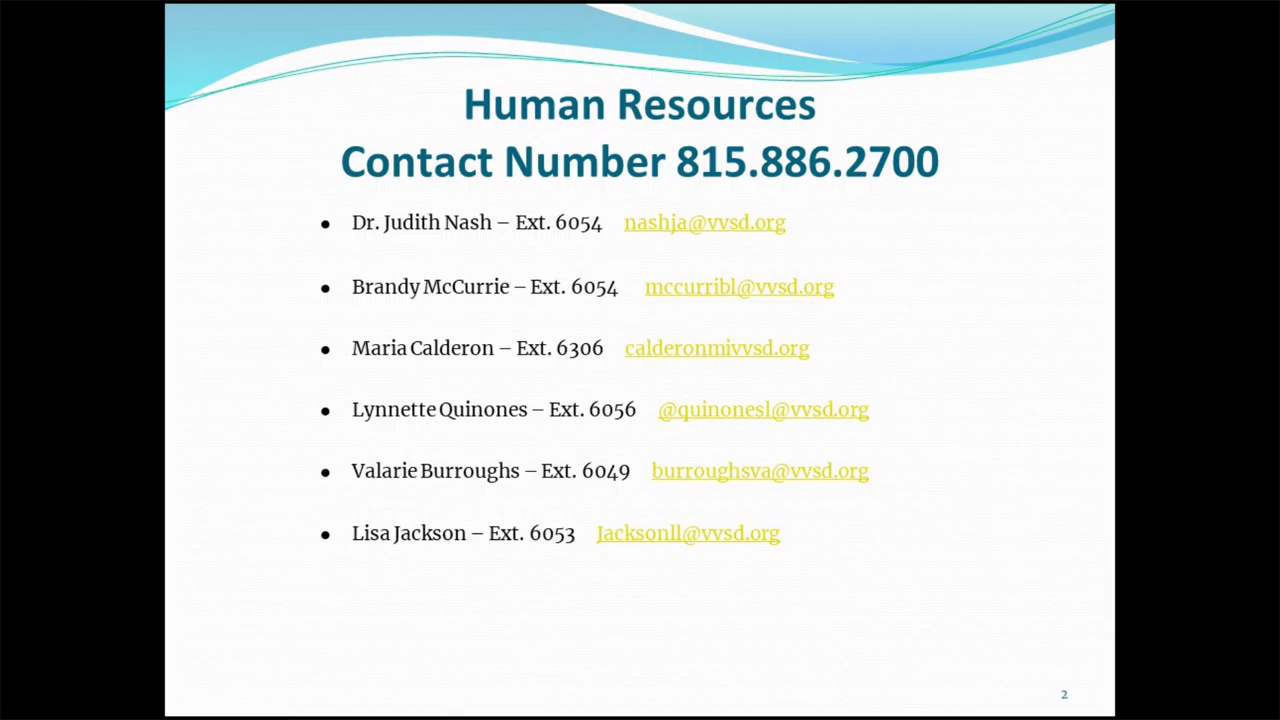 Human Resources
Contact Number 815.886.2700
● Dr. Judith Nash – Ext. 6054 nashja@vvsd.org
● Brandy McCurrie – Ext. 6054 mccurribl@vvsd.org
● Maria Calderon – Ext. 6306 calderonmivvsd.org
● Lynnette Quinones – Ext. 6056 @quinonesl@vvsd.org
● Valarie Burroughs – Ext. 6049 burroughsva@vvsd.org
● Lisa Jackson – Ext. 6053 Jacksonll@vvsd.org
2